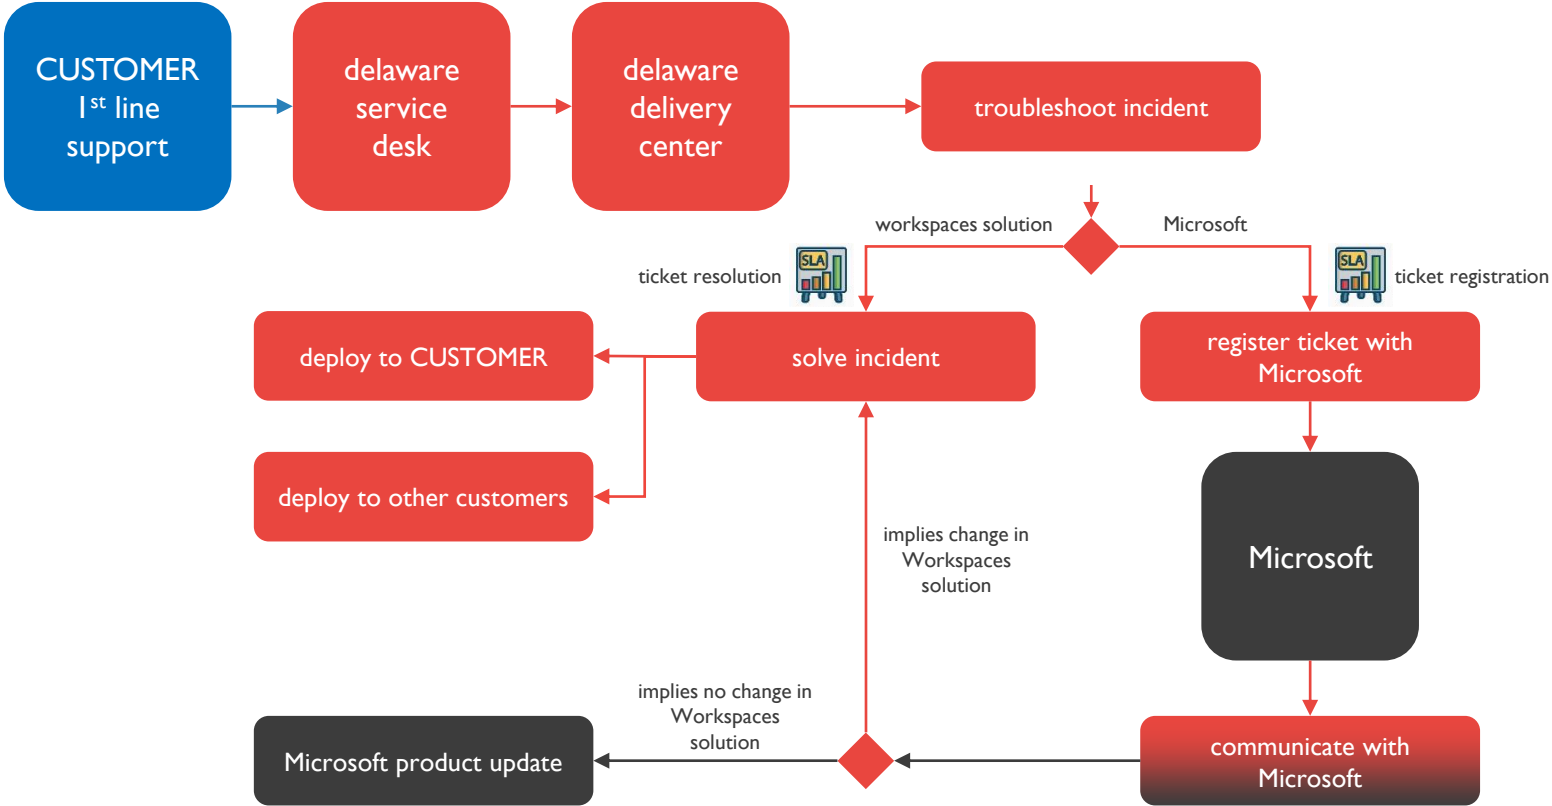 CUSTOMER
1st line
support
delaware
service
desk
delaware
delivery
center
troubleshoot incident
workspaces solution
Microsoft
ticket resolution
SLA
SLA
ticket registration
deploy to CUSTOMER
solve incident
register ticket with
Microsoft
deploy to other customers
implies change in
Workspaces
solution
Microsoft
implies no change in
Workspaces
solution
Microsoft product update
communicate with
Microsoft